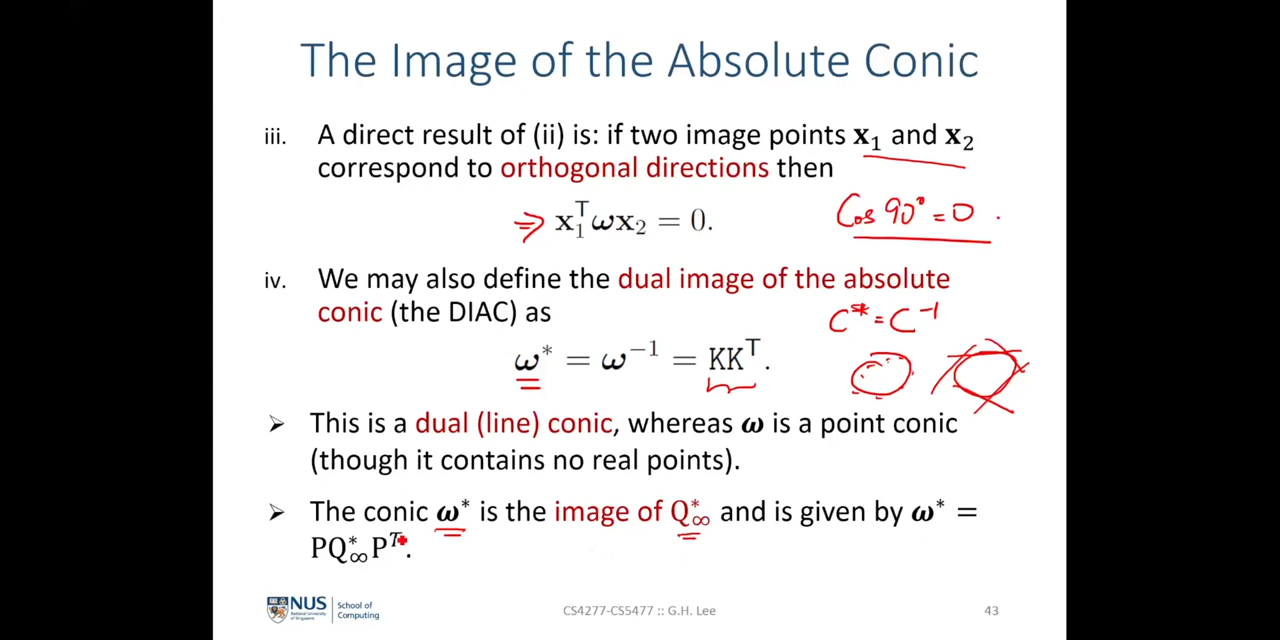 The Image of the Absolute Conic
iii. A direct result of (ii) is: if two image points x₁ and x₂
correspond to orthogonal directions then
⇒ x₁ᵀωx₂ = 0.
Cos 90° = 0
iv. We may also define the dual image of the absolute
conic (the DIAC) as
C* = C⁻¹
ω* = ω⁻¹ = KKᵀ.
➢ This is a dual (line) conic, whereas ω is a point conic
(though it contains no real points).
➢ The conic ω* is the image of Q*∞ and is given by ω* =
PQ*∞Pᵀ.
NUS
National University
of Singapore
School of
Computing
CS4277-CS5477 :: G.H. Lee
43